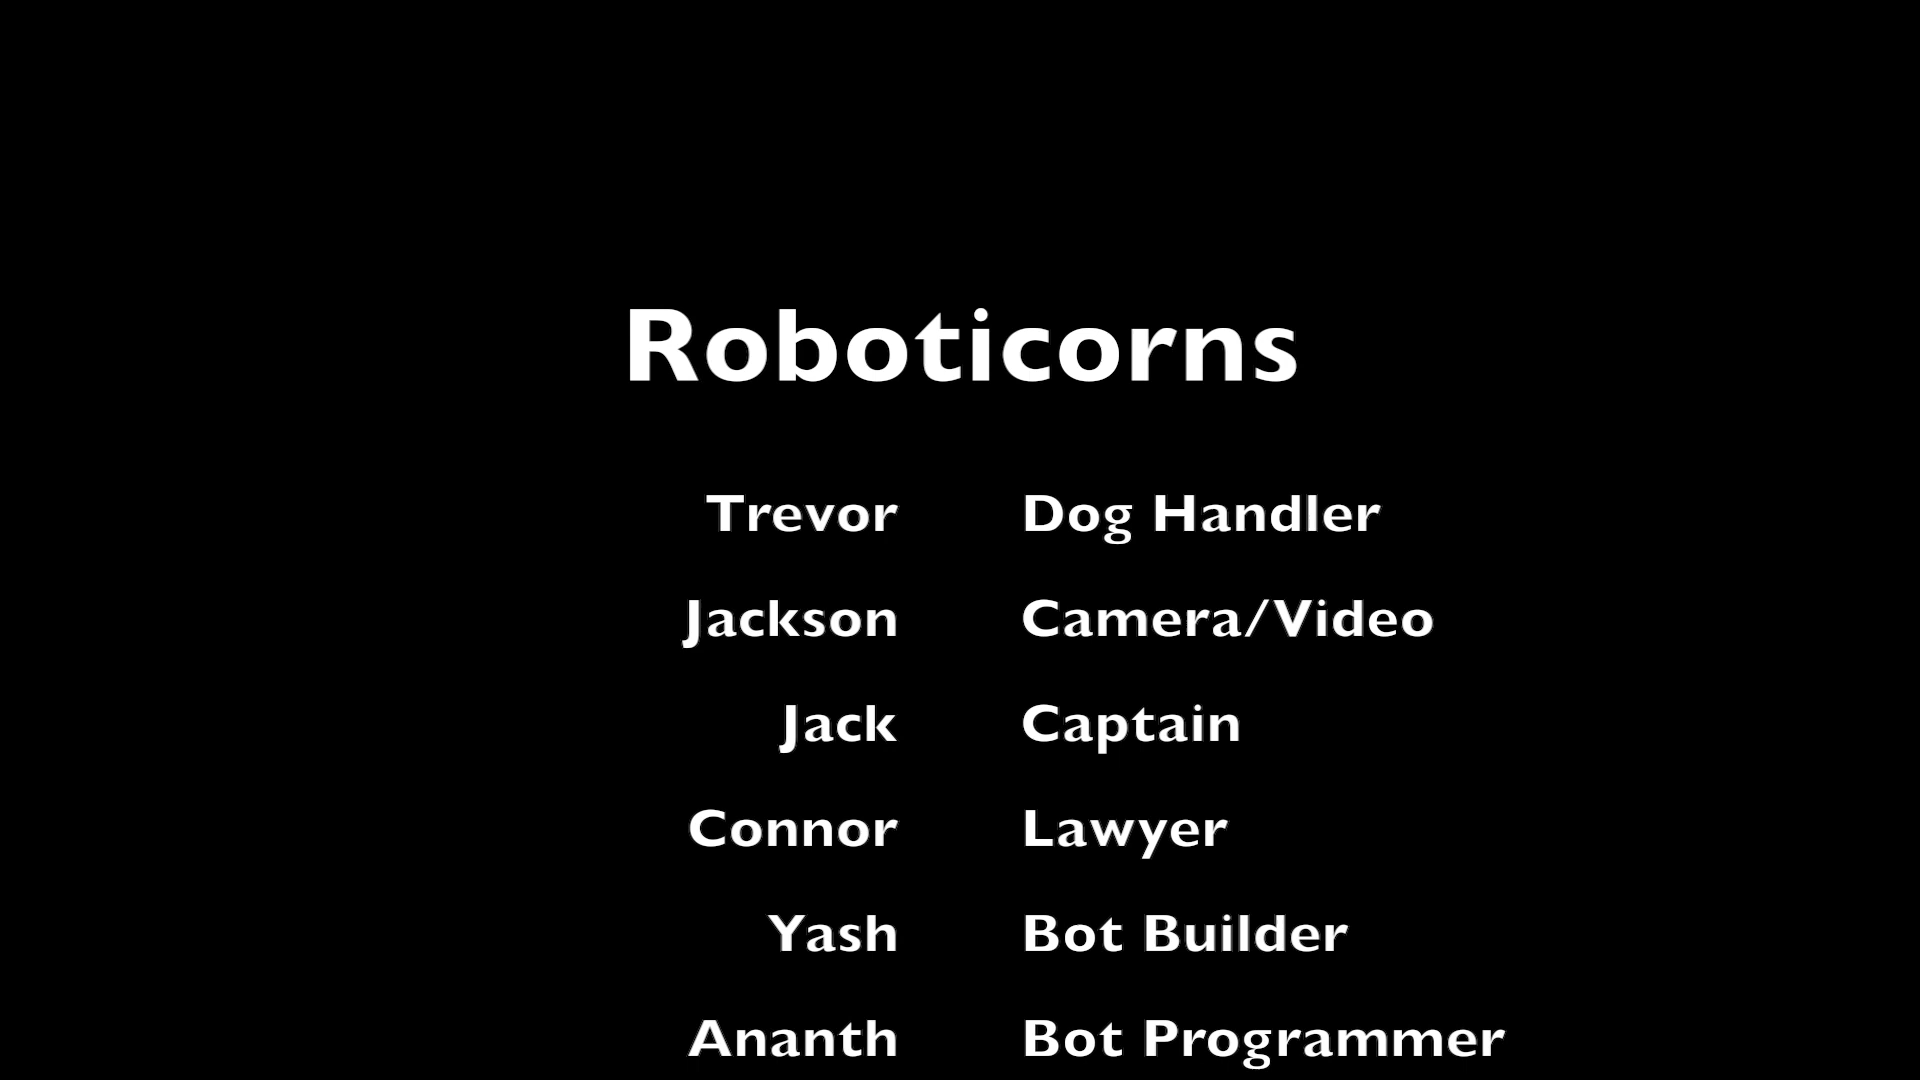 Roboticorns
Trevor Dog Handler
Jackson Camera/Video
Jack Captain
Connor Lawyer
Yash Bot Builder
Ananth Bot Programmer